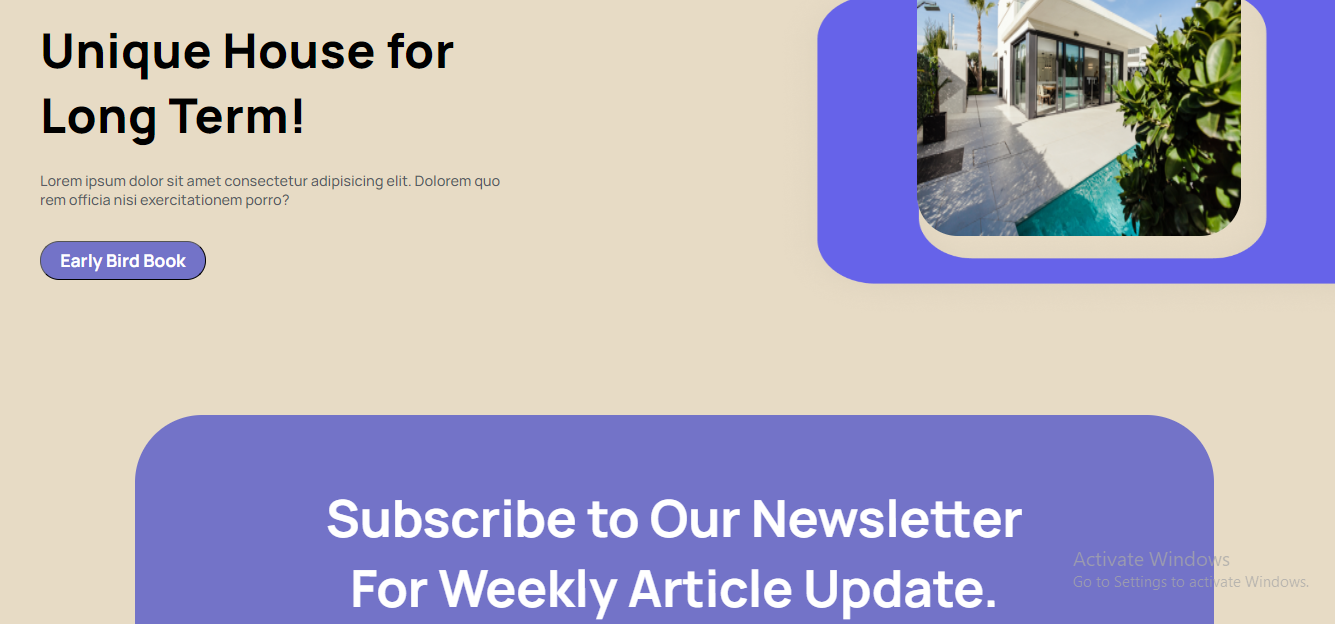 Unique House for
Long Term!
Lorem ipsum dolor sit amet consectetur adipisicing elit. Dolorem quo
rem officia nisi exercitationem porro?
Early Bird Book
Subscribe to Our Newsletter
For Weekly Article Update.
Activate Windows
Go to Settings to activate Windows.